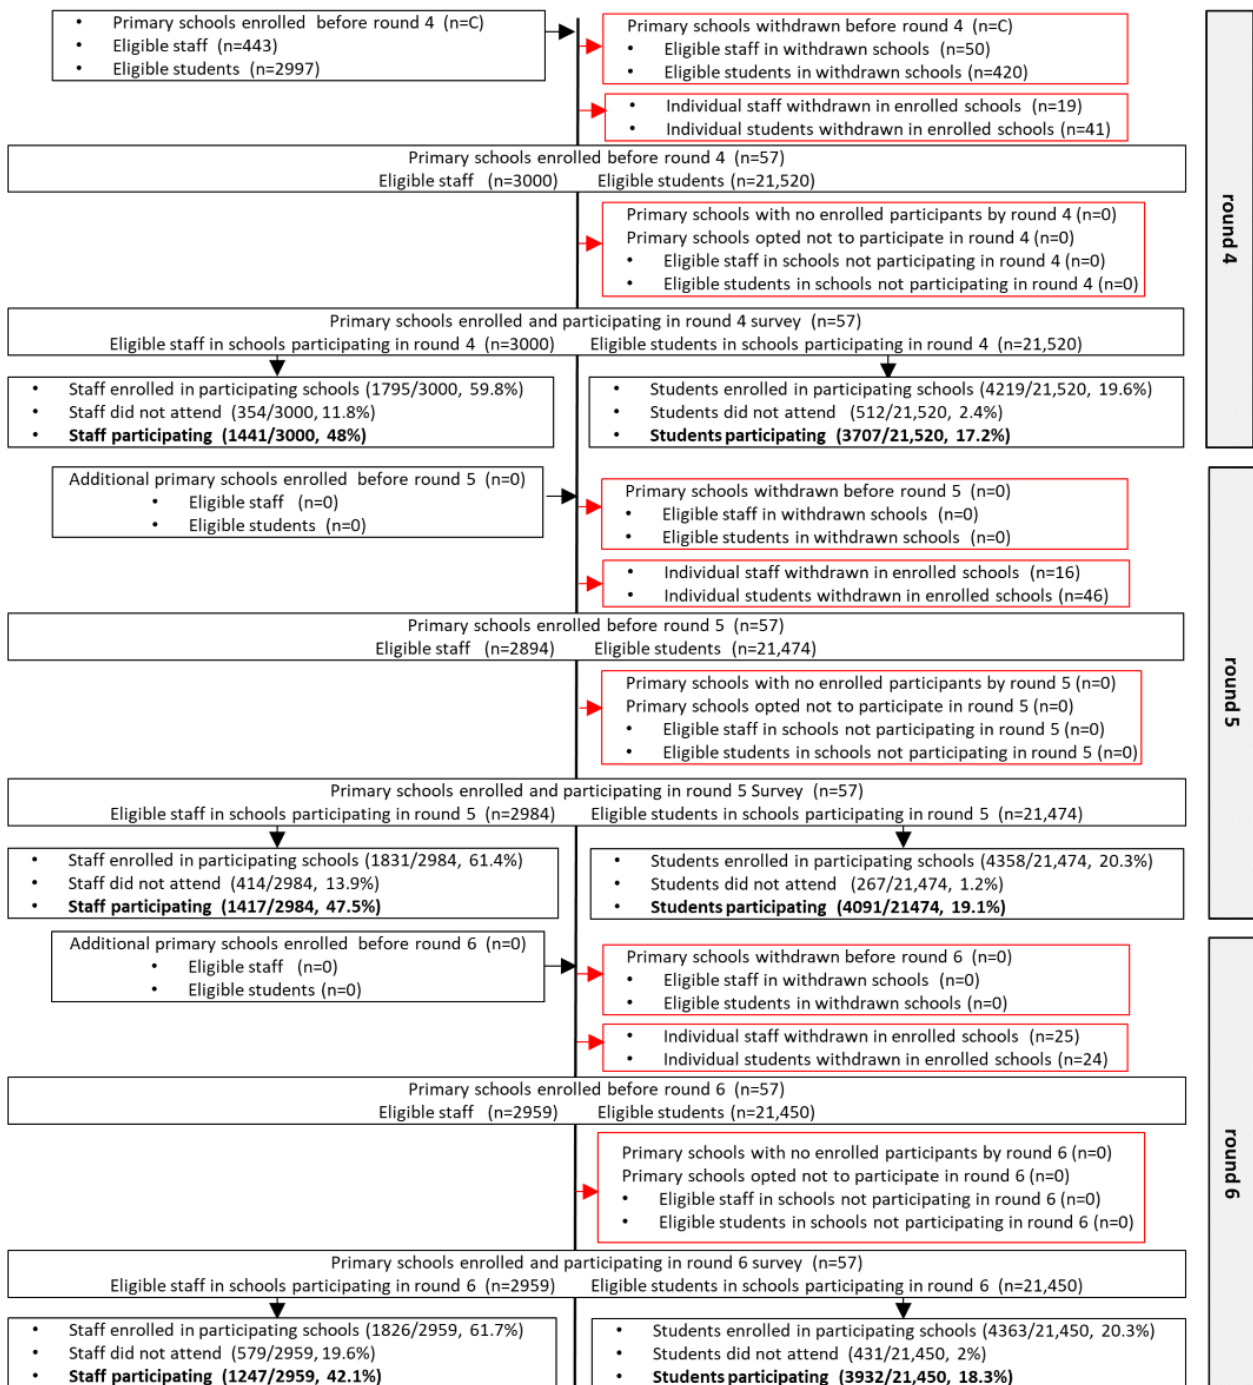 • Primary schools enrolled before round 4 (n=C)
• Eligible staff (n=443)
• Eligible students (n=2997)
Primary schools withdrawn before round 4 (n=C)
• Eligible staff in withdrawn schools (n=50)
• Eligible students in withdrawn schools (n=420)
• Individual staff withdrawn in enrolled schools (n=19)
• Individual students withdrawn in enrolled schools (n=41)
Primary schools enrolled before round 4 (n=57)
Eligible staff (n=3000) Eligible students (n=21,520)
Primary schools with no enrolled participants by round 4 (n=0)
Primary schools opted not to participate in round 4 (n=0)
• Eligible staff in schools not participating in round 4 (n=0)
• Eligible students in schools not participating in round 4 (n=0)
Primary schools enrolled and participating in round 4 survey (n=57)
Eligible staff in schools participating in round 4 (n=3000) Eligible students in schools participating in round 4 (n=21,520)
• Staff enrolled in participating schools (1795/3000, 59.8%)
• Staff did not attend (354/3000, 11.8%)
• Staff participating (1441/3000, 48%)
• Students enrolled in participating schools (4219/21,520, 19.6%)
• Students did not attend (512/21,520, 2.4%)
• Students participating (3707/21,520, 17.2%)
round 4
Additional primary schools enrolled before round 5 (n=0)
• Eligible staff (n=0)
• Eligible students (n=0)
Primary schools withdrawn before round 5 (n=0)
• Eligible staff in withdrawn schools (n=0)
• Eligible students in withdrawn schools (n=0)
• Individual staff withdrawn in enrolled schools (n=16)
• Individual students withdrawn in enrolled schools (n=46)
Primary schools enrolled before round 5 (n=57)
Eligible staff (n=2894) Eligible students (n=21,474)
Primary schools with no enrolled participants by round 5 (n=0)
Primary schools opted not to participate in round 5 (n=0)
• Eligible staff in schools not participating in round 5 (n=0)
• Eligible students in schools not participating in round 5 (n=0)
Primary schools enrolled and participating in round 5 Survey (n=57)
Eligible staff in schools participating in round 5 (n=2984) Eligible students in schools participating in round 5 (n=21,474)
• Staff enrolled in participating schools (1831/2984, 61.4%)
• Staff did not attend (414/2984, 13.9%)
• Staff participating (1417/2984, 47.5%)
• Students enrolled in participating schools (4358/21,474, 20.3%)
• Students did not attend (267/21,474, 1.2%)
• Students participating (4091/21474, 19.1%)
round 5
Additional primary schools enrolled before round 6 (n=0)
• Eligible staff (n=0)
• Eligible students (n=0)
Primary schools withdrawn before round 6 (n=0)
• Eligible staff in withdrawn schools (n=0)
• Eligible students in withdrawn schools (n=0)
• Individual staff withdrawn in enrolled schools (n=25)
• Individual students withdrawn in enrolled schools (n=24)
Primary schools enrolled before round 6 (n=57)
Eligible staff (n=2959) Eligible students (n=21,450)
Primary schools with no enrolled participants by round 6 (n=0)
Primary schools opted not to participate in round 6 (n=0)
• Eligible staff in schools not participating in round 6 (n=0)
• Eligible students in schools not participating in round 6 (n=0)
Primary schools enrolled and participating in round 6 survey (n=57)
Eligible staff in schools participating in round 6 (n=2959) Eligible students in schools participating in round 6 (n=21,450)
• Staff enrolled in participating schools (1826/2959, 61.7%)
• Staff did not attend (579/2959, 19.6%)
• Staff participating (1247/2959, 42.1%)
• Students enrolled in participating schools (4363/21,450, 20.3%)
• Students did not attend (431/21,450, 2%)
• Students participating (3932/21,450, 18.3%)
round 6